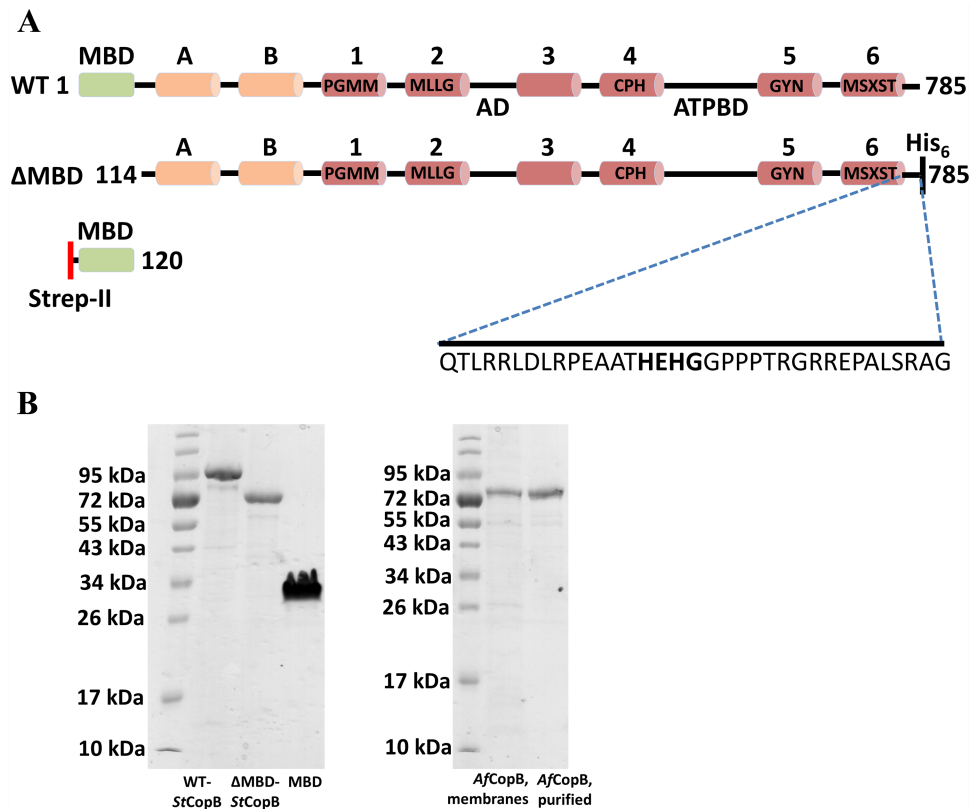 A
MBD A B 1 2 3 4 5 6
WT 1 PGMM MLLG CPH GYN MSXST 785
AD ATPBD
A B 1 2 3 4 5 6 His6
ΔMBD 114 PGMM MLLG CPH GYN MSXST 785
MBD
120
Strep-II
QTLRRLDLRPEAATHEHGGPPPTRGRREPALSRAG
B
95 kDa
72 kDa
55 kDa
43 kDa
34 kDa
26 kDa
17 kDa
10 kDa
WT-StCopB
ΔMBD-StCopB
MBD
95 kDa
72 kDa
55 kDa
43 kDa
34 kDa
26 kDa
17 kDa
10 kDa
AfCopB, membranes
AfCopB, purified